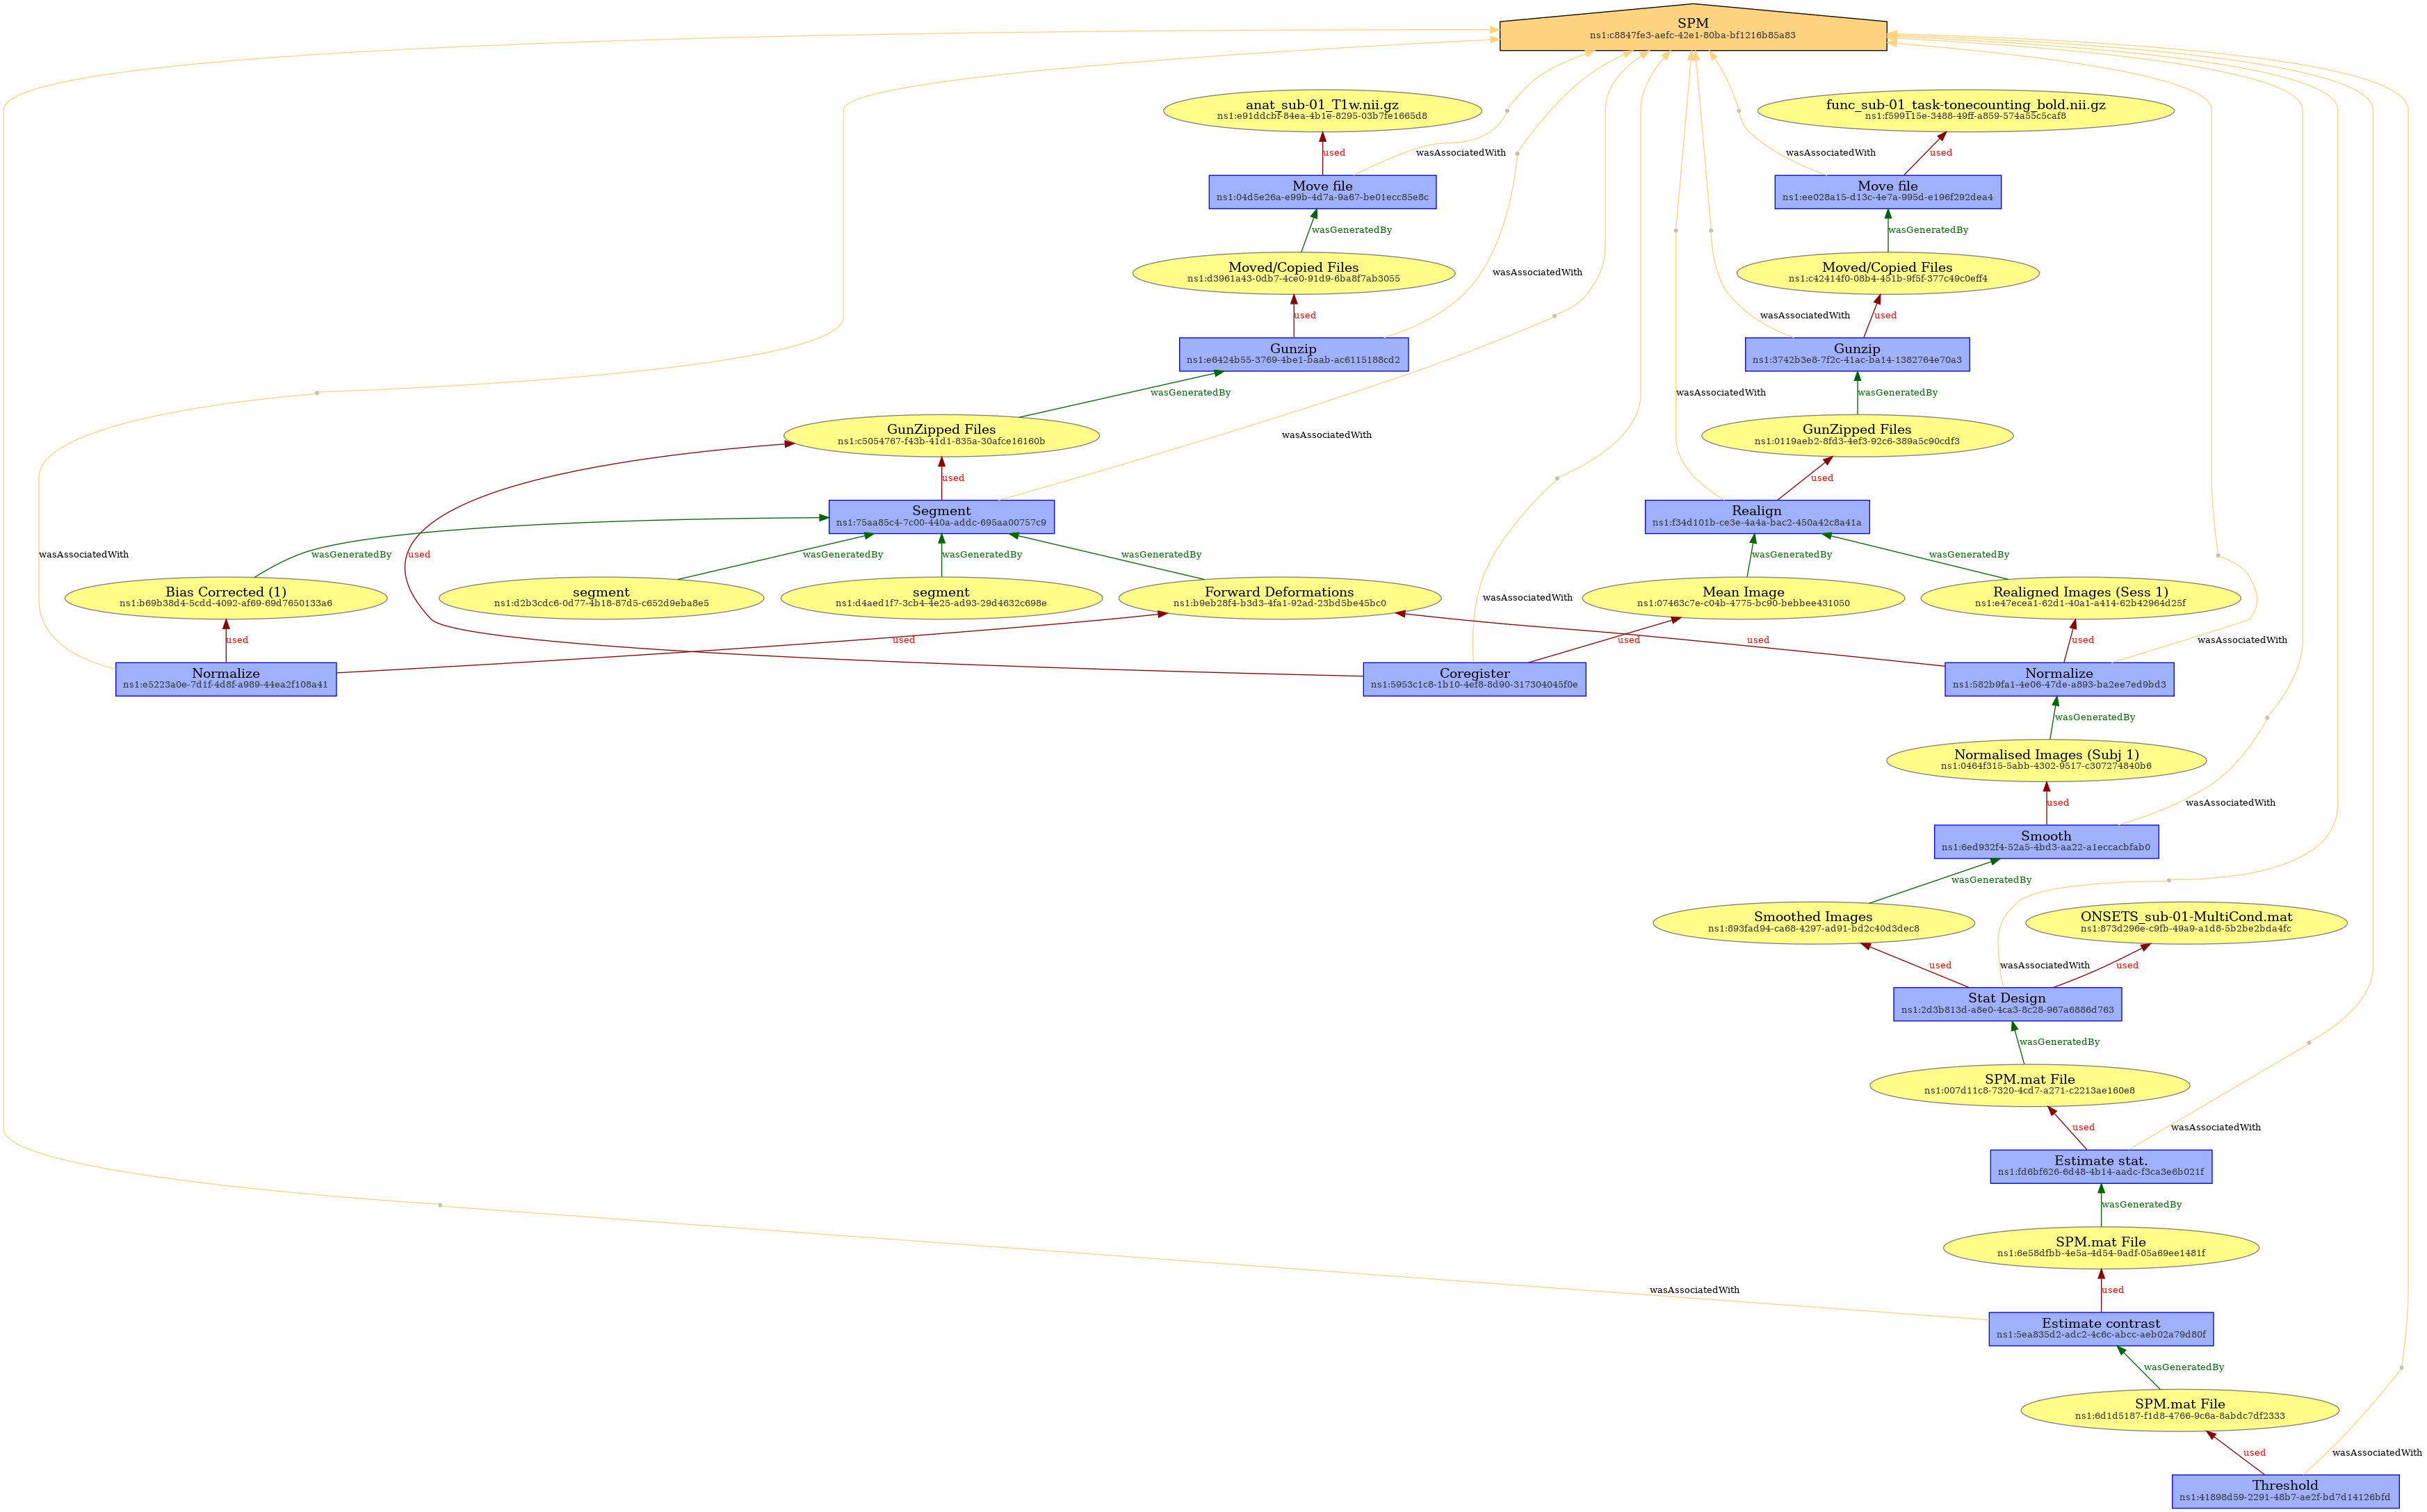 SPM
ns1:c8847fe3-aefc-42e1-80ba-bf1216b85a83
anat_sub-01_T1w.nii.gz
ns1:e91ddcbf-84ea-4b1e-8295-03b7fe1665d8
func_sub-01_task-tonecounting_bold.nii.gz
ns1:f599115e-3488-49ff-a859-574a55c5caf8
used
wasAssociatedWith
wasAssociatedWith
used
Move file
ns1:04d5e26a-e99b-4d7a-9a67-be01ecc85e8c
Move file
ns1:ee028a15-d13c-4e7a-995d-e196f292dea4
wasGeneratedBy
wasGeneratedBy
Moved/Copied Files
ns1:d3961a43-0db7-4ce0-91d9-6ba8f7ab3055
wasAssociatedWith
Moved/Copied Files
ns1:c42414f0-08b4-451b-9f5f-377c49c0eff4
used
wasAssociatedWith
used
Gunzip
ns1:e6424b55-3769-4be1-baab-ac6115188cd2
Gunzip
ns1:3742b3e8-7f2c-41ac-ba14-1382764e70a3
wasGeneratedBy
wasAssociatedWith
wasGeneratedBy
GunZipped Files
ns1:c5054767-f43b-41d1-835a-30afce16160b
wasAssociatedWith
GunZipped Files
ns1:0119aeb2-8fd3-4ef3-92c6-389a5c90cdf3
used
used
Segment
ns1:75aa85c4-7c00-440a-addc-695aa00757c9
Realign
ns1:f34d101b-ce3e-4a4a-bac2-450a42c8a41a
wasAssociatedWith
wasGeneratedBy
used
wasGeneratedBy
wasGeneratedBy
wasGeneratedBy
wasGeneratedBy
wasGeneratedBy
Bias Corrected (1)
ns1:b69b38d4-5cdd-4092-af69-69d7650133a6
segment
ns1:d2b3cdc6-0d77-4b18-87d5-c652d9eba8e5
segment
ns1:d4aed1f7-3cb4-4e25-ad93-29d4632c698e
Forward Deformations
ns1:b9eb28f4-b3d3-4fa1-92ad-23bd5be45bc0
wasAssociatedWith
Mean Image
ns1:07463c7e-c04b-4775-bc90-bebbee431050
Realigned Images (Sess 1)
ns1:e47ecea1-62d1-40a1-a414-62b42964d25f
used
used
used
used
used
wasAssociatedWith
Normalize
ns1:e5223a0e-7d1f-4d8f-a989-44ea2f108a41
Coregister
ns1:5953c1c8-1b10-4ef8-8d90-317304045f0e
Normalize
ns1:582b9fa1-4e06-47de-a893-ba2ee7ed9bd3
wasGeneratedBy
Normalised Images (Subj 1)
ns1:0464f315-5abb-4302-9517-c307274840b6
used
wasAssociatedWith
Smooth
ns1:6ed932f4-52a5-4bd3-aa22-a1eccacbfab0
wasGeneratedBy
Smoothed Images
ns1:893fad94-ca68-4297-ad91-bd2c40d3dec8
ONSETS_sub-01-MultiCond.mat
ns1:873d296e-c9fb-49a9-a1d8-5b2be2bda4fc
used
wasAssociatedWith
used
Stat Design
ns1:2d3b813d-a8e0-4ca3-8c28-967a6886d763
wasGeneratedBy
SPM.mat File
ns1:007d11c8-7320-4cd7-a271-c2213ae160e8
used
wasAssociatedWith
Estimate stat.
ns1:fd6bf626-6d48-4b14-aadc-f3ca3e6b021f
wasGeneratedBy
SPM.mat File
ns1:6e58dfbb-4e5a-4d54-9adf-05a69ee1481f
wasAssociatedWith
used
Estimate contrast
ns1:5ea835d2-adc2-4c6c-abcc-aeb02a79d80f
wasGeneratedBy
SPM.mat File
ns1:6d1d5187-f1d8-4766-9c6a-8abdc7df2333
used
wasAssociatedWith
Threshold
ns1:41898d59-2291-48b7-ae2f-bd7d14126bfd